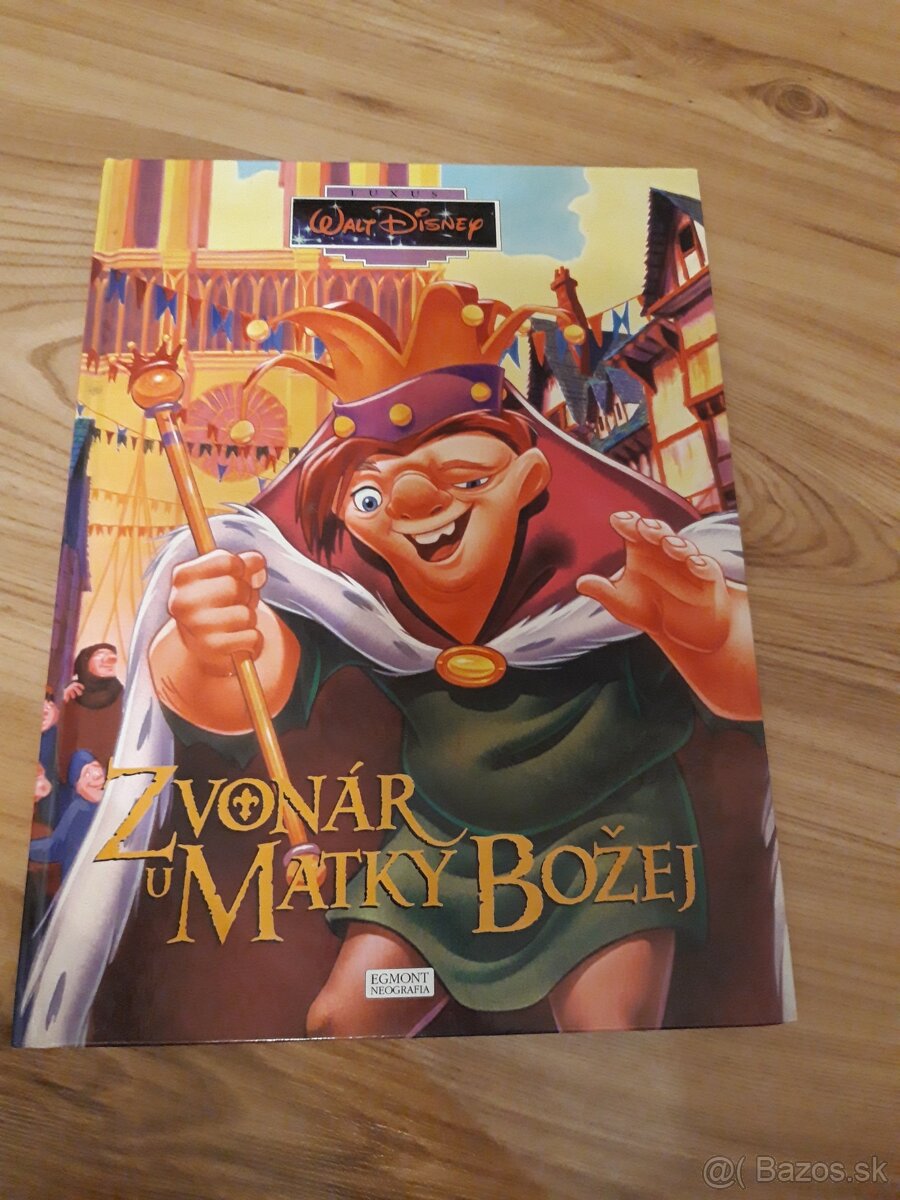 LUXUS
WALT DISNEY
ZVONÁR
U MATKY BOŽEJ
EGMONT
NEOGRAFIA
@( Bazos.sk